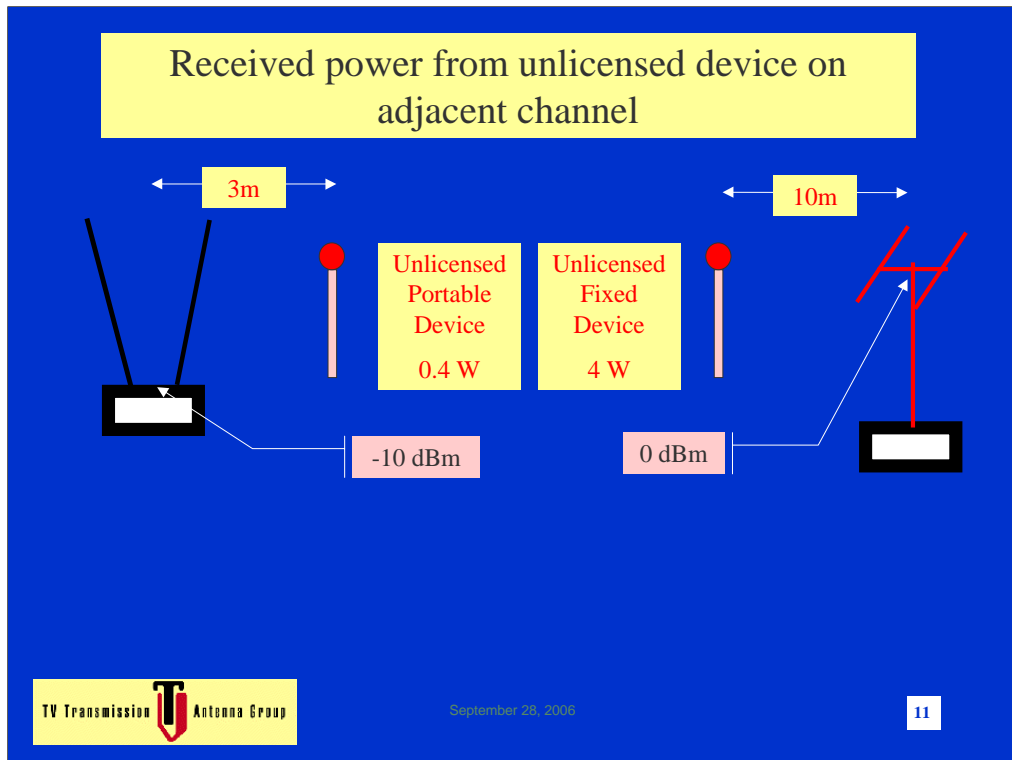 Received power from unlicensed device on
adjacent channel
3m
10m
Unlicensed
Portable
Device
0.4 W
Unlicensed
Fixed
Device
4 W
-10 dBm
0 dBm
TV Transmission Antenna Group
September 28, 2006
11